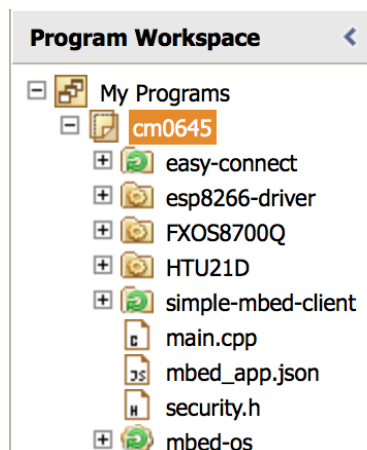 Program Workspace
My Programs
cm0645
easy-connect
esp8266-driver
FXOS8700Q
HTU21D
simple-mbed-client
main.cpp
mbed_app.json
security.h
mbed-os